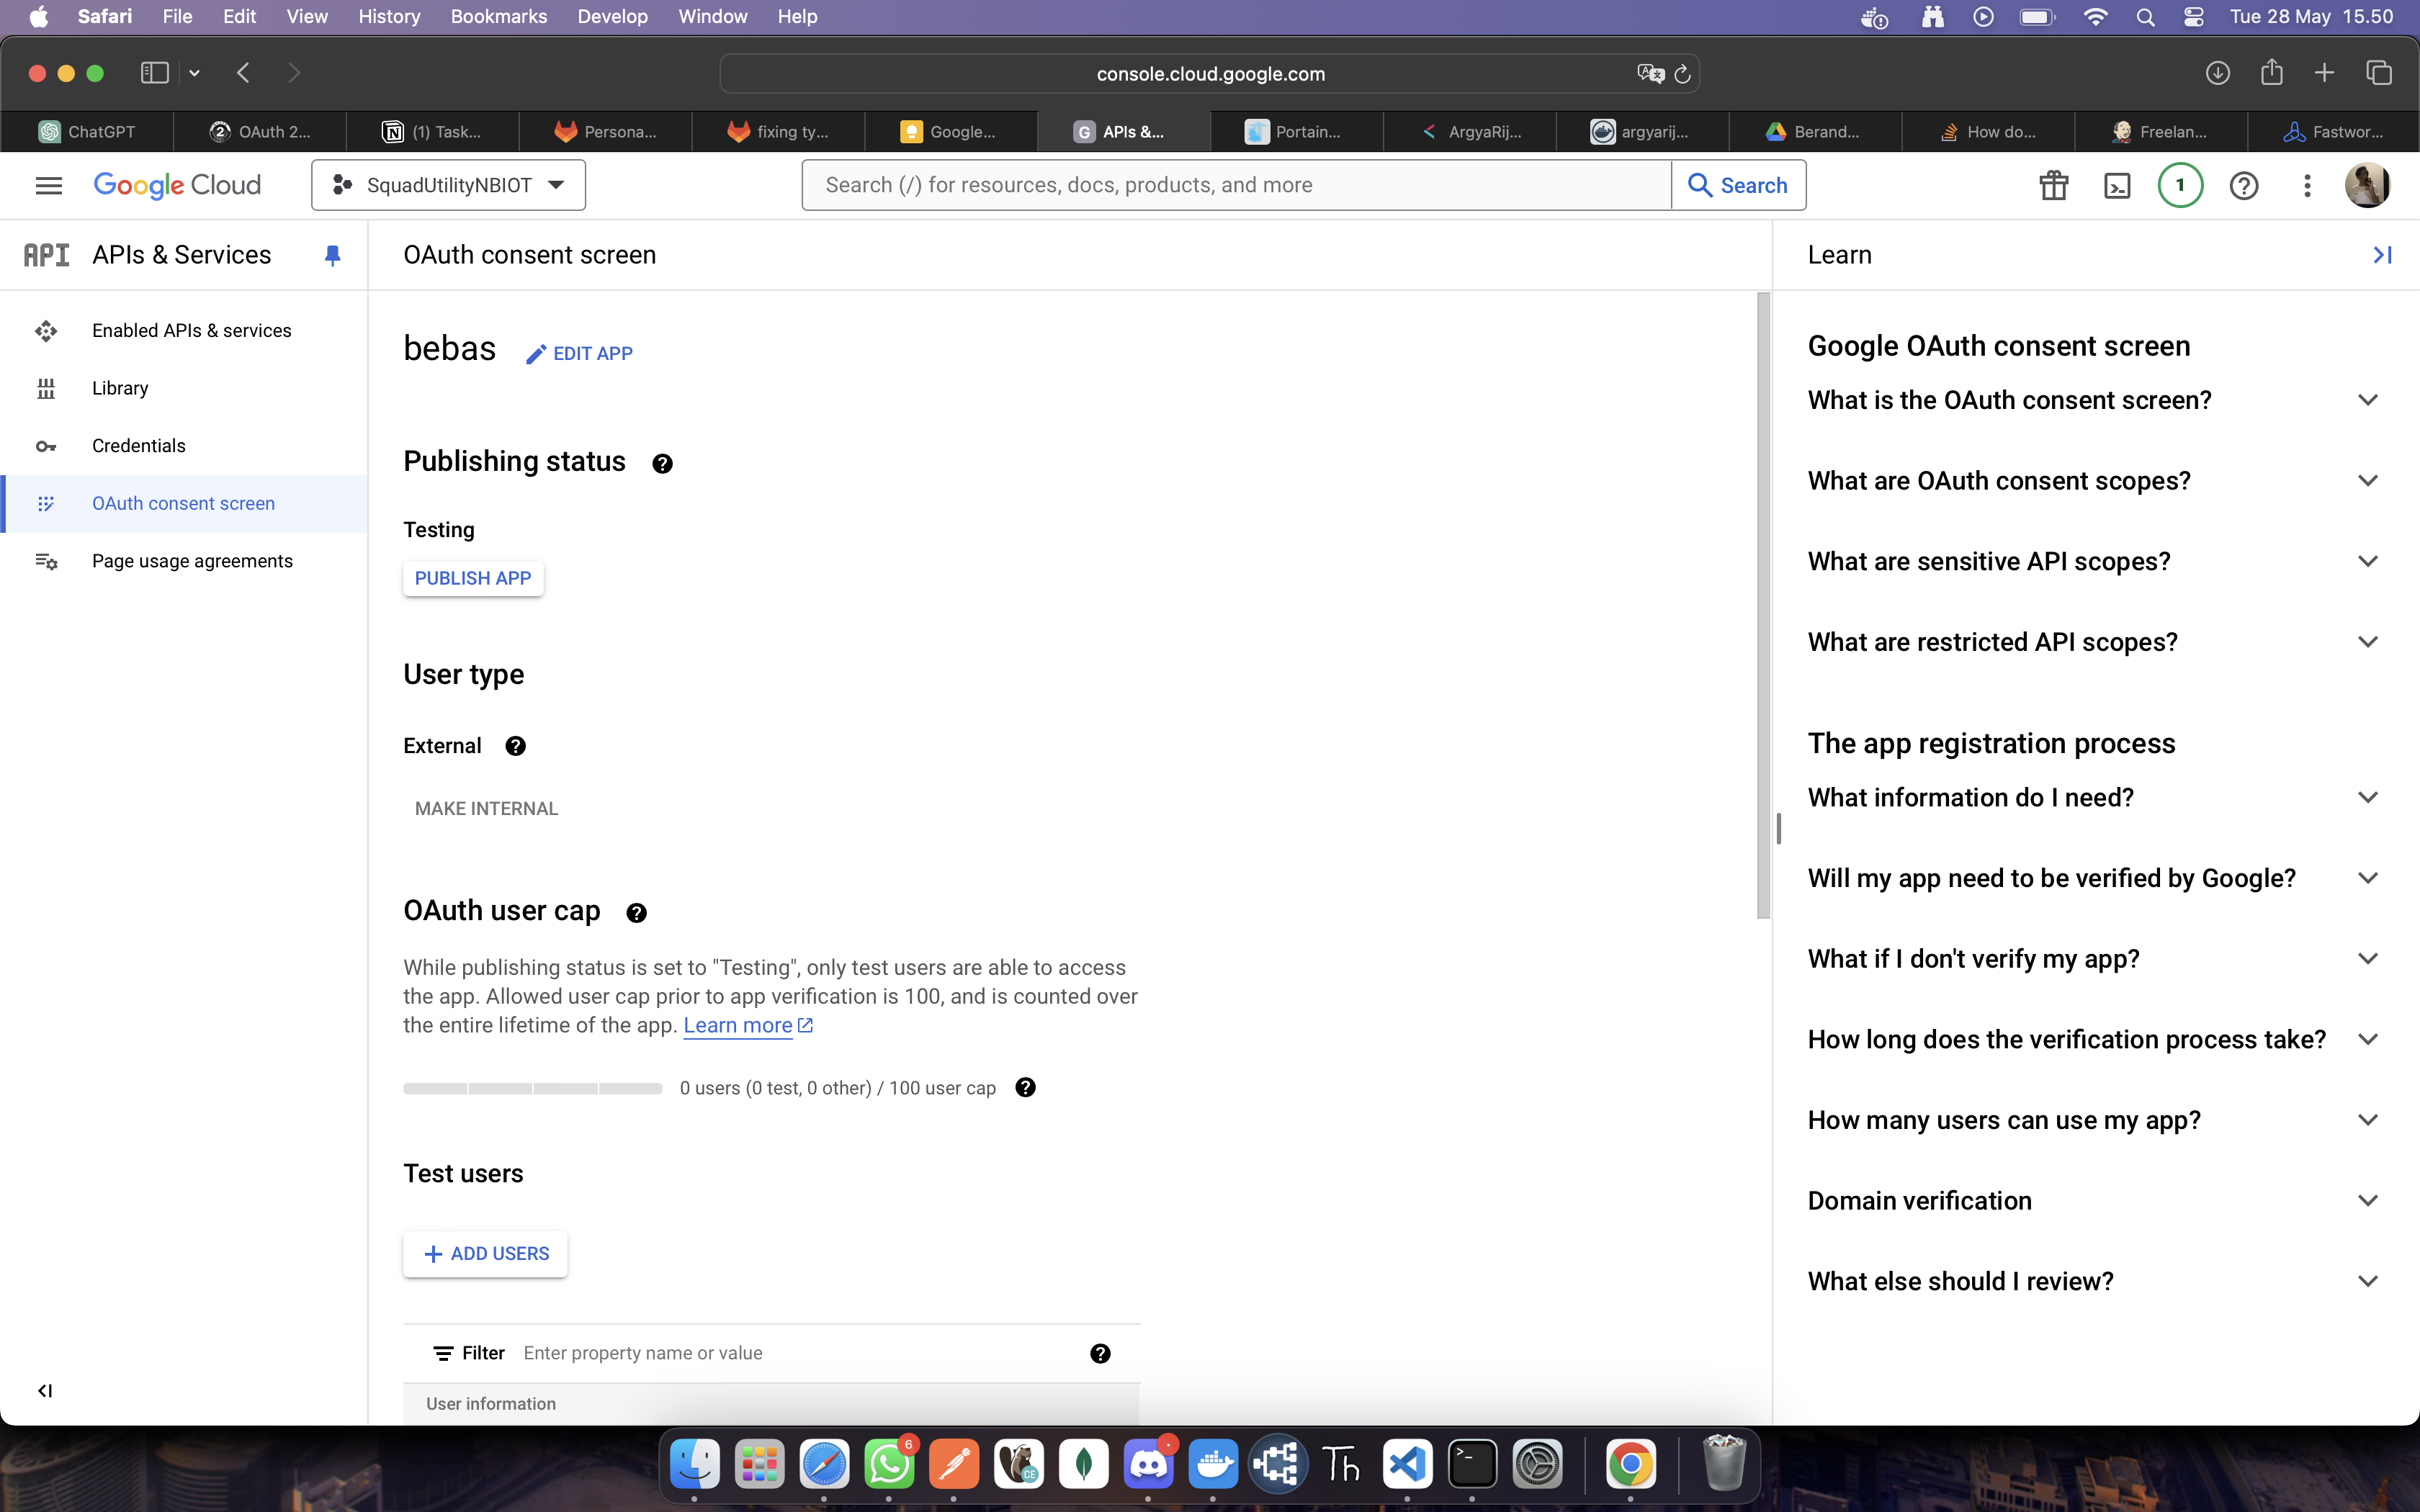 Safari File Edit View History Bookmarks Develop Window Help
Tue 28 May 15.50
console.cloud.google.com
ChatGPT
OAuth 2...
(1) Task...
Persona...
fixing ty...
Google...
APIs &...
Portain...
ArgyaRij...
argyarij...
Berand...
How do...
Freelan...
Fastwor...
Google Cloud
SquadUtilityNBIOT
Search (/) for resources, docs, products, and more
Search
1
API APIs & Services
Enabled APIs & services
Library
Credentials
OAuth consent screen
Page usage agreements
OAuth consent screen
bebas
EDIT APP
Publishing status
Testing
PUBLISH APP
User type
External
MAKE INTERNAL
OAuth user cap
While publishing status is set to "Testing", only test users are able to access
the app. Allowed user cap prior to app verification is 100, and is counted over
the entire lifetime of the app. Learn more
0 users (0 test, 0 other) / 100 user cap
Test users
ADD USERS
Filter Enter property name or value
User information
Learn
Google OAuth consent screen
What is the OAuth consent screen?
What are OAuth consent scopes?
What are sensitive API scopes?
What are restricted API scopes?
The app registration process
What information do I need?
Will my app need to be verified by Google?
What if I don't verify my app?
How long does the verification process take?
How many users can use my app?
Domain verification
What else should I review?
6
CE
Th